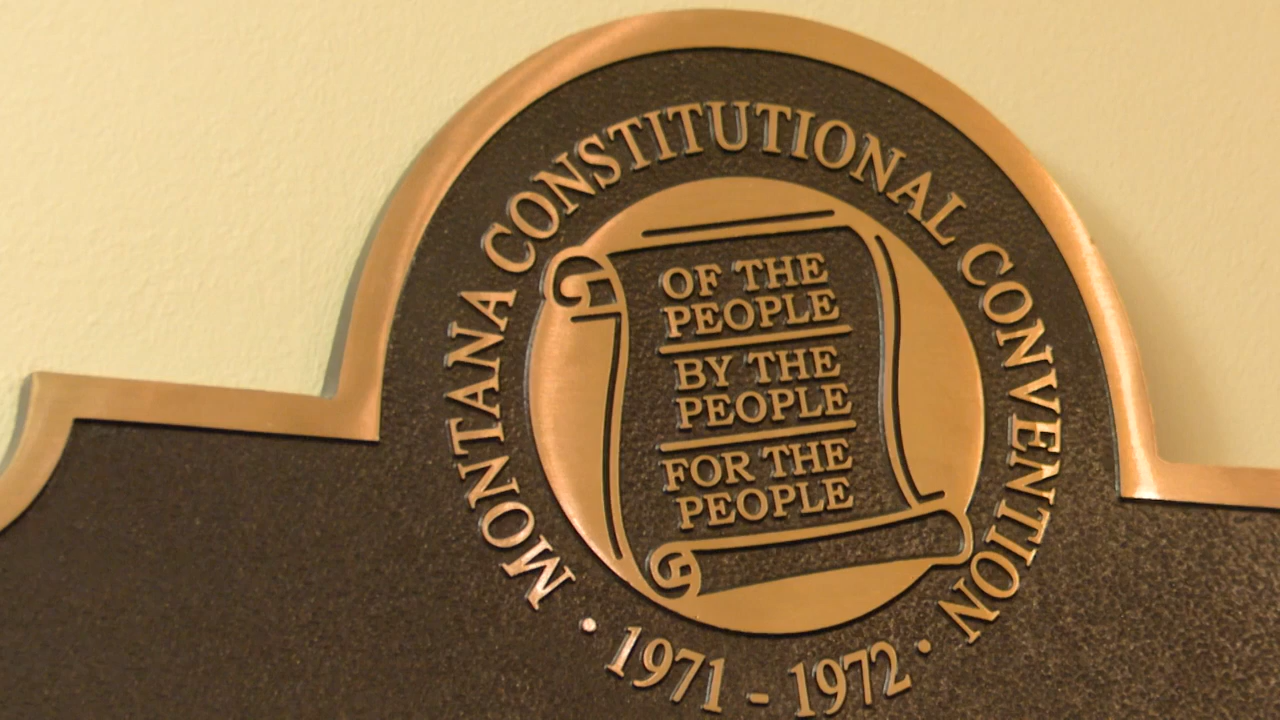 MONTANA CONSTITUTIONAL CONVENTION
· 1971 - 1972 ·
OF THE
PEOPLE
BY THE
PEOPLE
FOR THE
PEOPLE